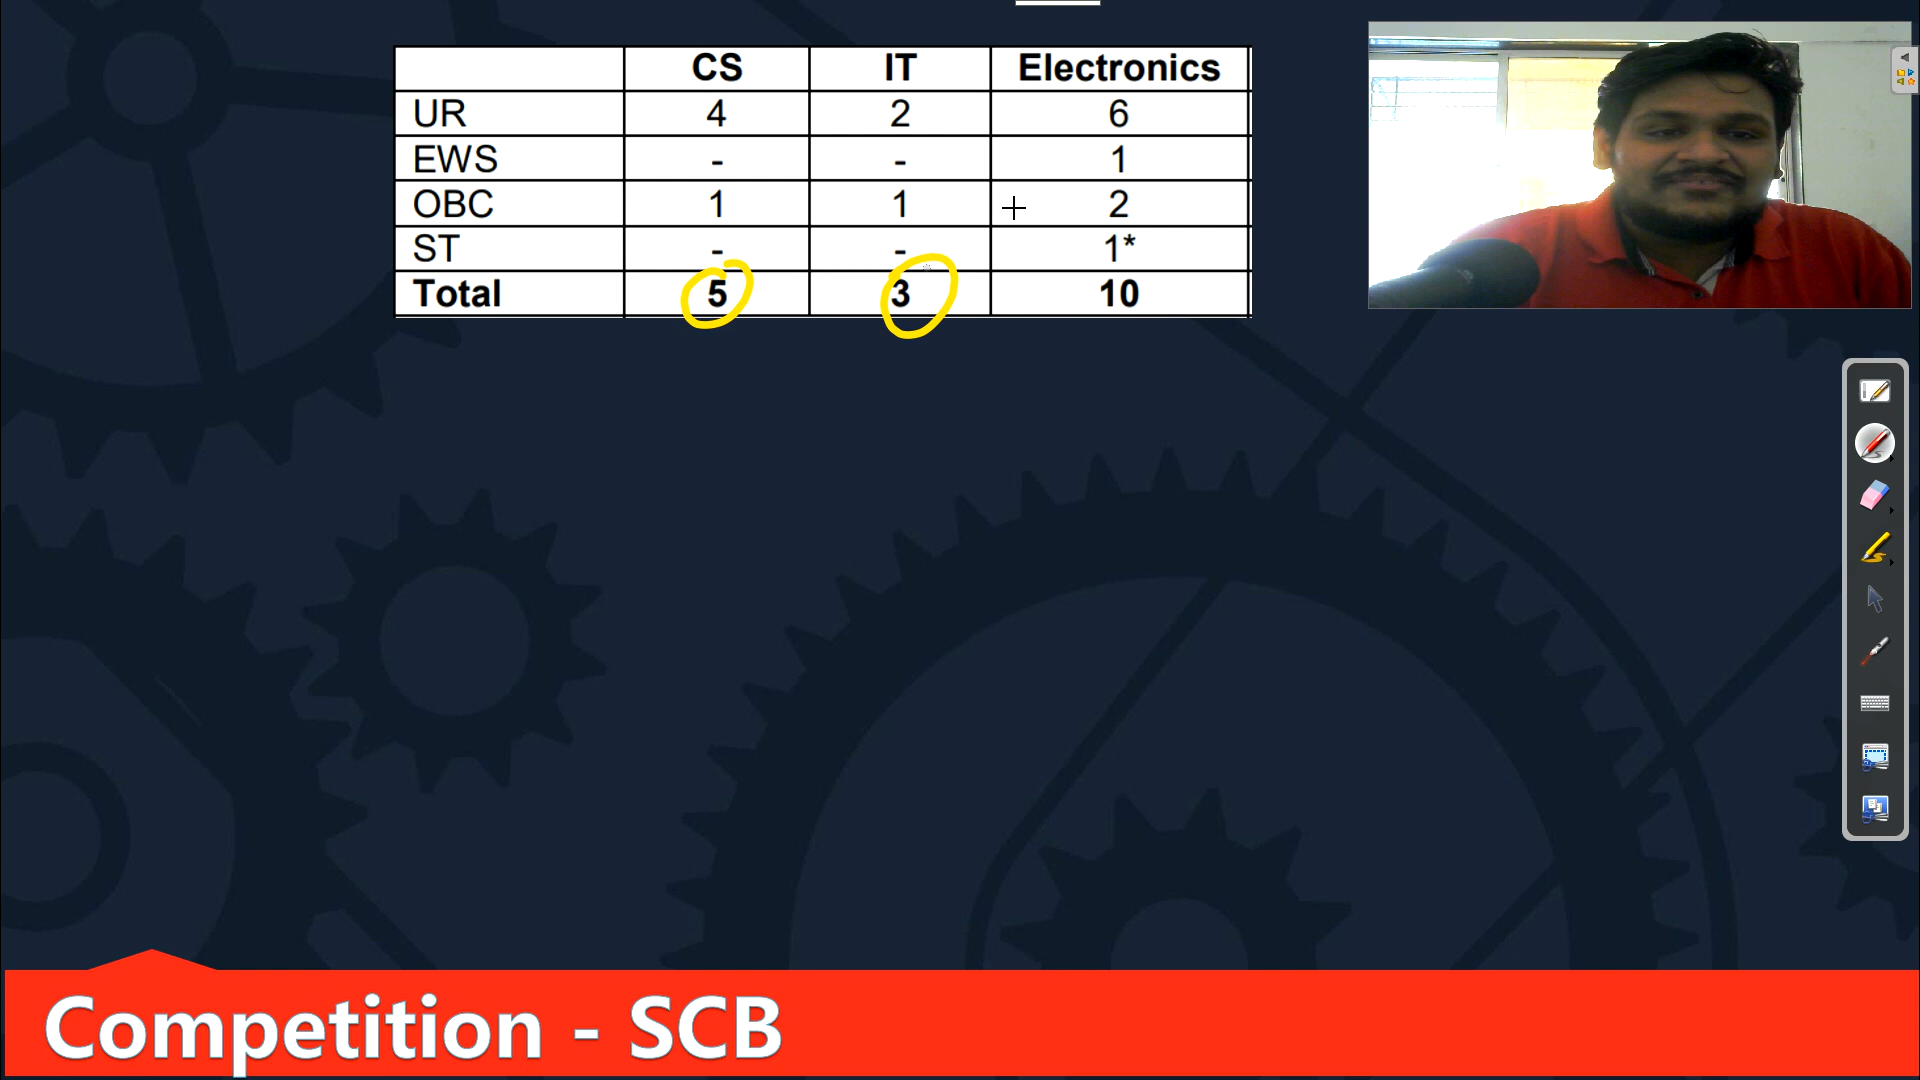 CS IT Electronics
UR 4 2 6
EWS - - 1
OBC 1 1 2
ST - - 1*
Total 5 3 10
Competition - SCB